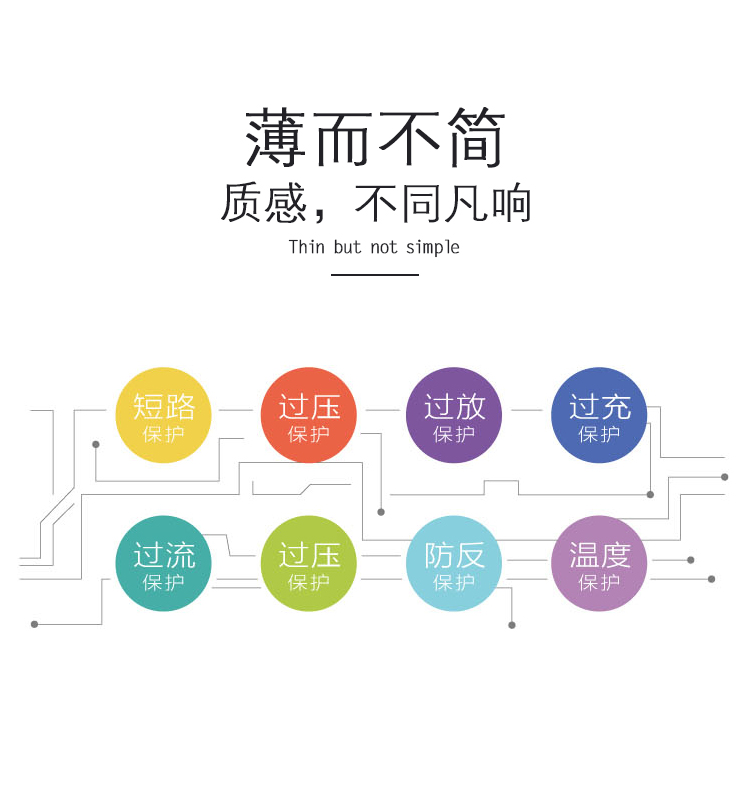 薄而不简
质感，不同凡响
Thin but not simple
短路
保护
过压
保护
过放
保护
过充
保护
过流
保护
过压
保护
防反
保护
温度
保护